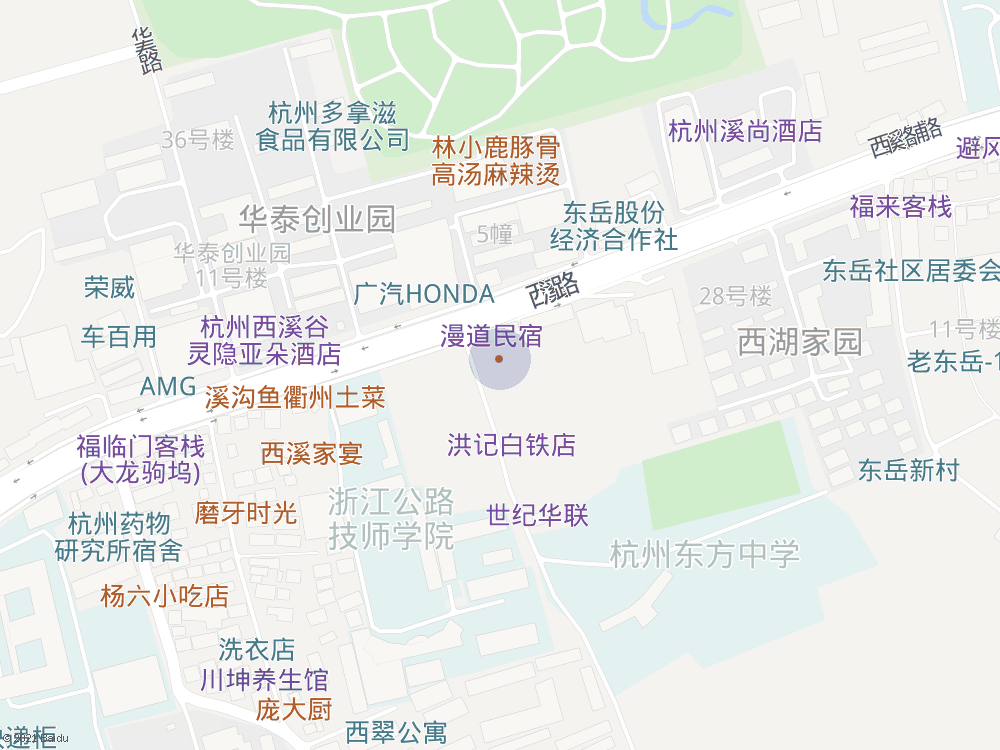 华泰路
杭州多拿滋
食品有限公司
36号楼
林小鹿豚骨
高汤麻辣烫
杭州溪尚酒店
西溪路辅路
避风
福来客栈
华泰创业园
5幢
东岳股份
经济合作社
华泰创业园
11号楼
东岳社区居委会
荣威
广汽HONDA
西溪路
28号楼
车百用
杭州西溪谷
灵隐亚朵酒店
漫道民宿
西湖家园
11号楼
老东岳-1
AMG
溪沟鱼衢州土菜
福临门客栈
(大龙驹坞)
西溪家宴
洪记白铁店
东岳新村
磨牙时光
浙江公路
技师学院
世纪华联
杭州药物
研究所宿舍
杭州东方中学
杨六小吃店
洗衣店
川坤养生馆
庞大厨
西翠公寓
递柜
© 2021 Baidu